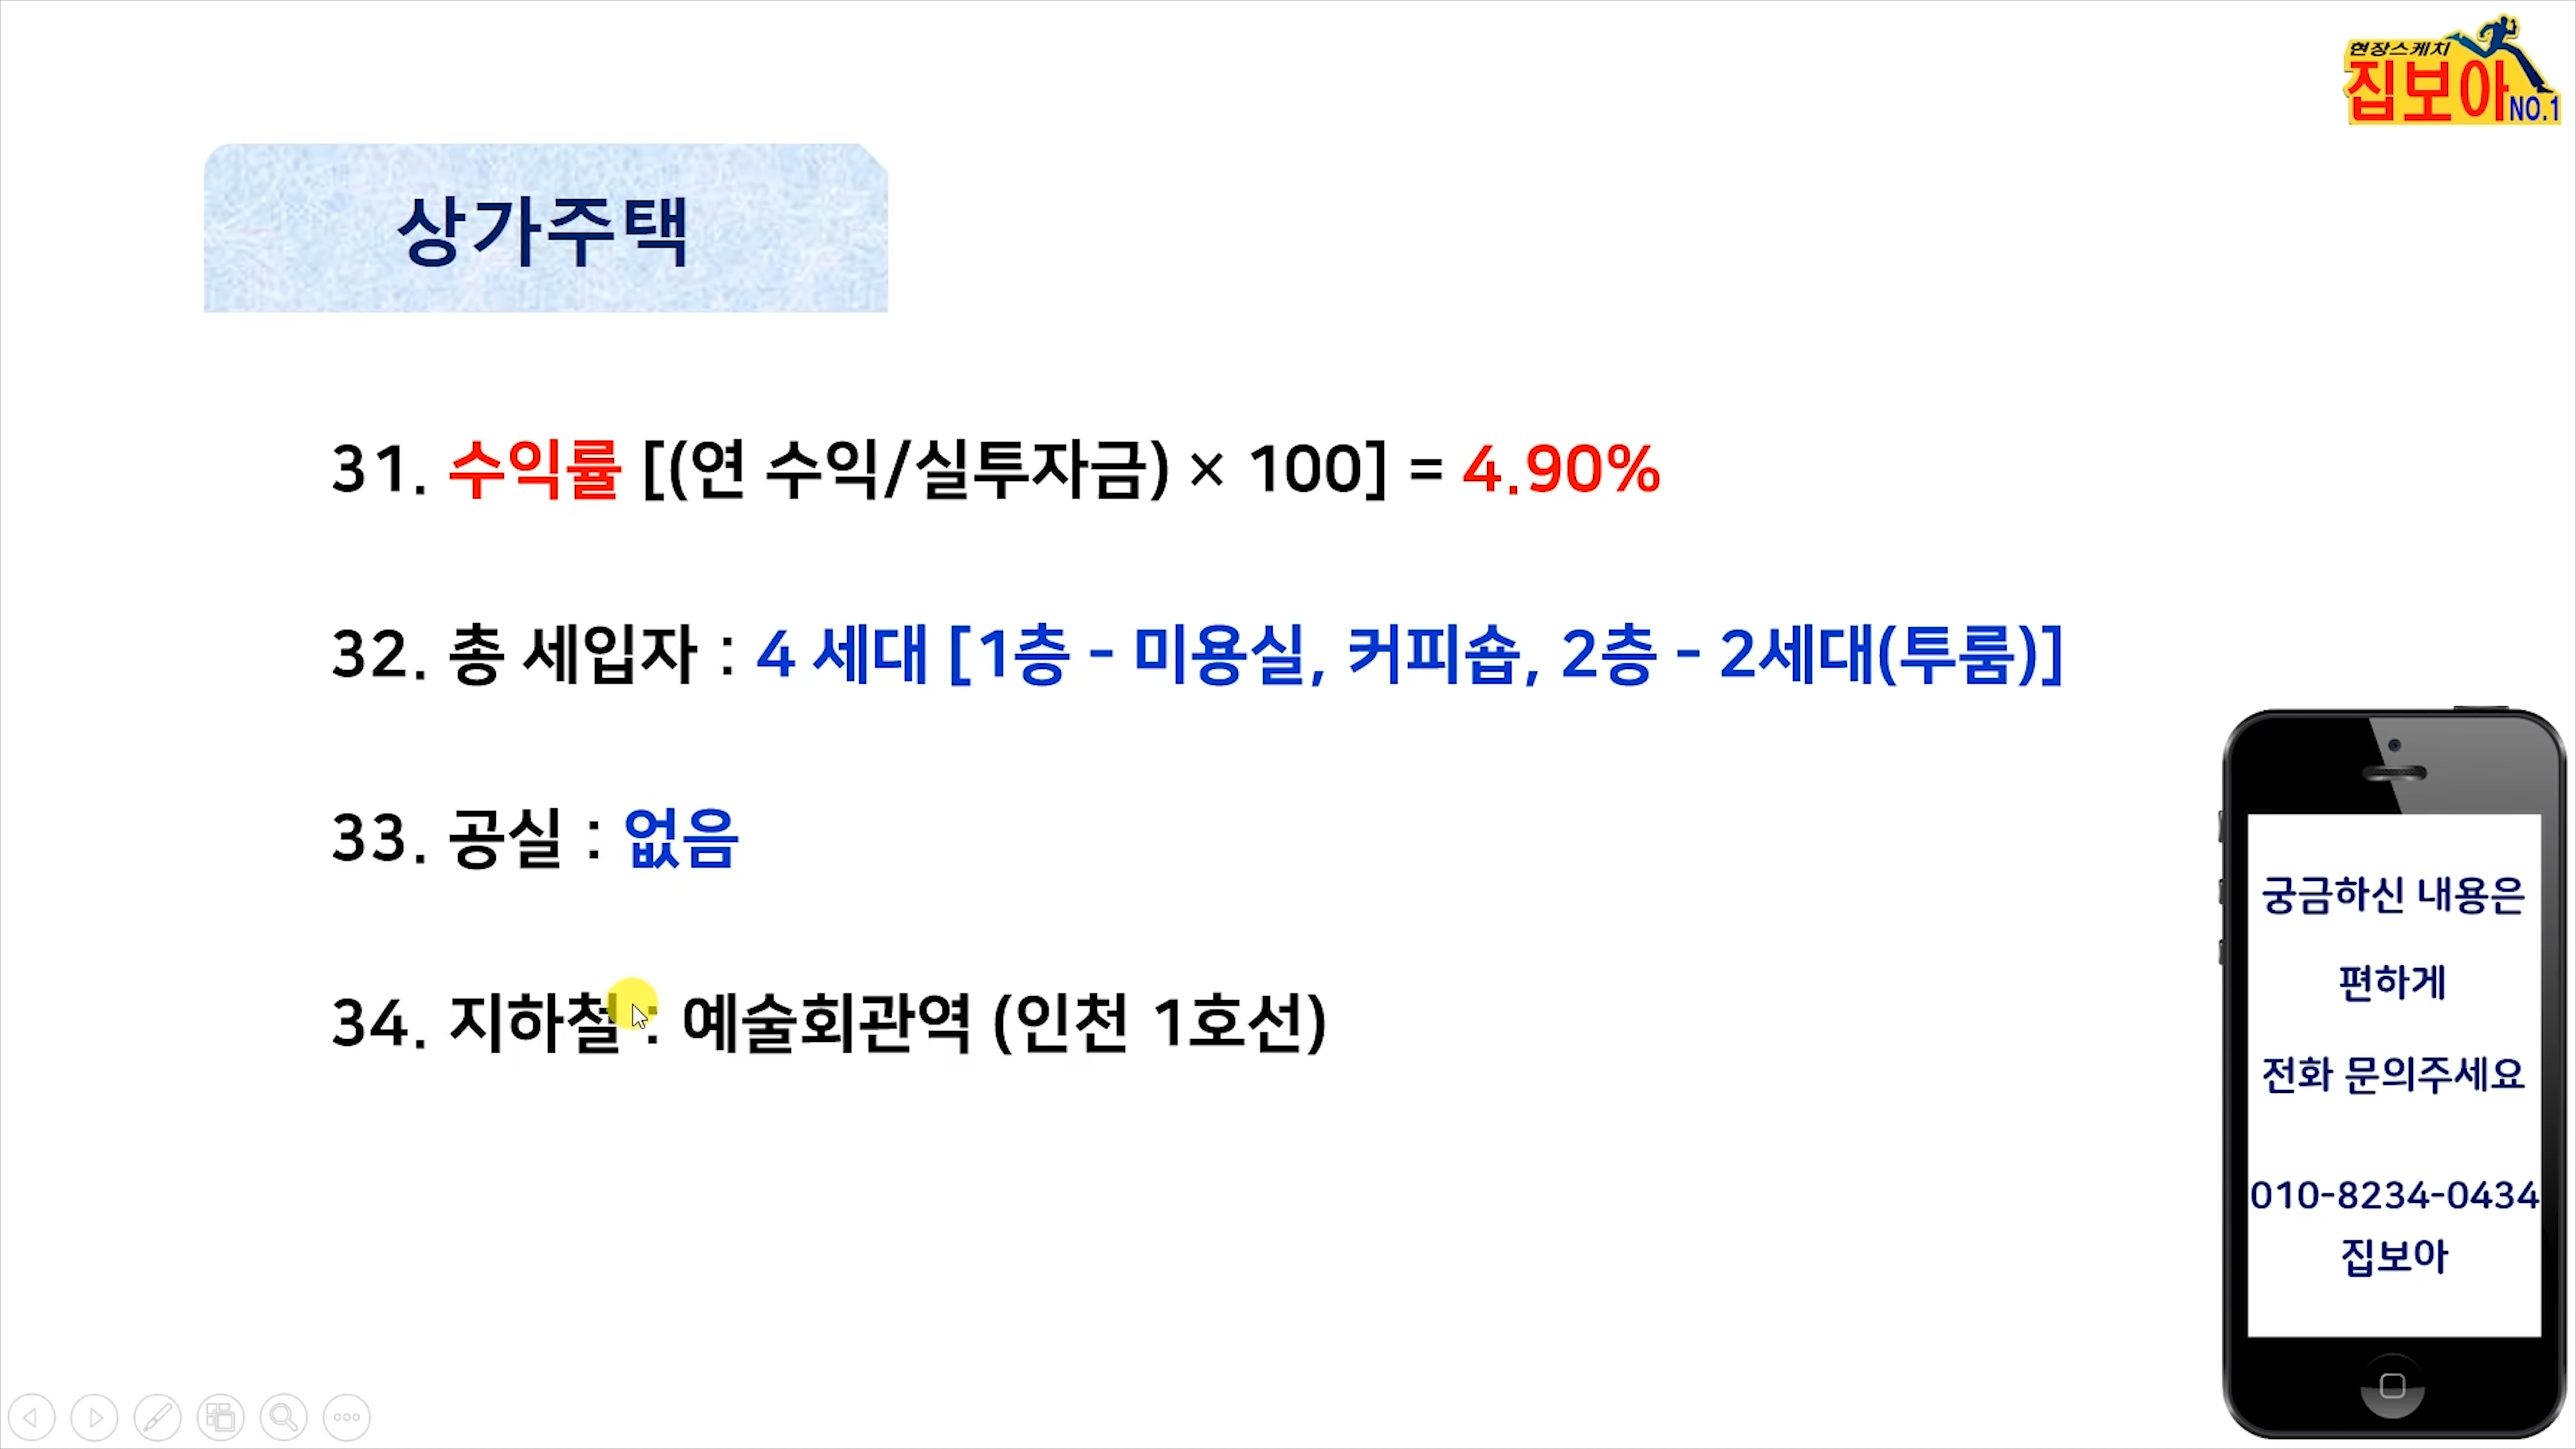 현장스케치
집보아 NO.1
상가주택
31. 수익률 [(연 수익/실투자금) × 100] = 4.90%
32. 총 세입자 : 4 세대 [1층 - 미용실, 커피숍, 2층 - 2세대(투룸)]
33. 공실 : 없음
34. 지하철 : 예술회관역 (인천 1호선)
궁금하신 내용은
편하게
전화 문의주세요
010-8234-0434
집보아